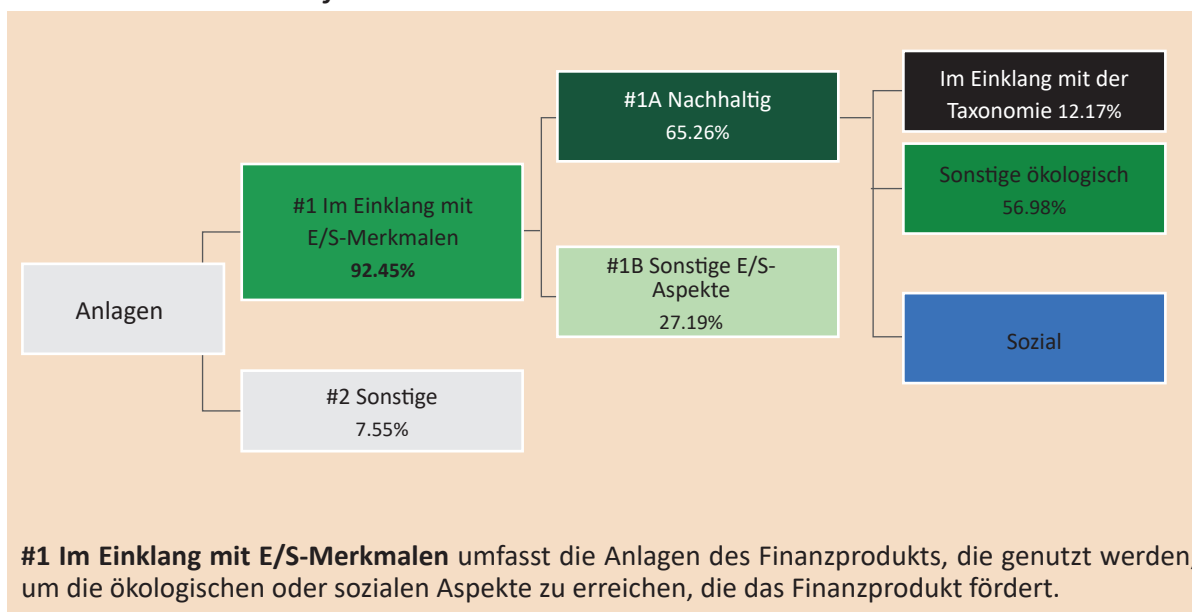 Anlagen
#1 Im Einklang mit
E/S-Merkmalen
92.45%
#2 Sonstige
7.55%
#1A Nachhaltig
65.26%
#1B Sonstige E/S-
Aspekte
27.19%
Im Einklang mit der
Taxonomie 12.17%
Sonstige ökologisch
56.98%
Sozial
#1 Im Einklang mit E/S-Merkmalen umfasst die Anlagen des Finanzprodukts, die genutzt werden,
um die ökologischen oder sozialen Aspekte zu erreichen, die das Finanzprodukt fördert.